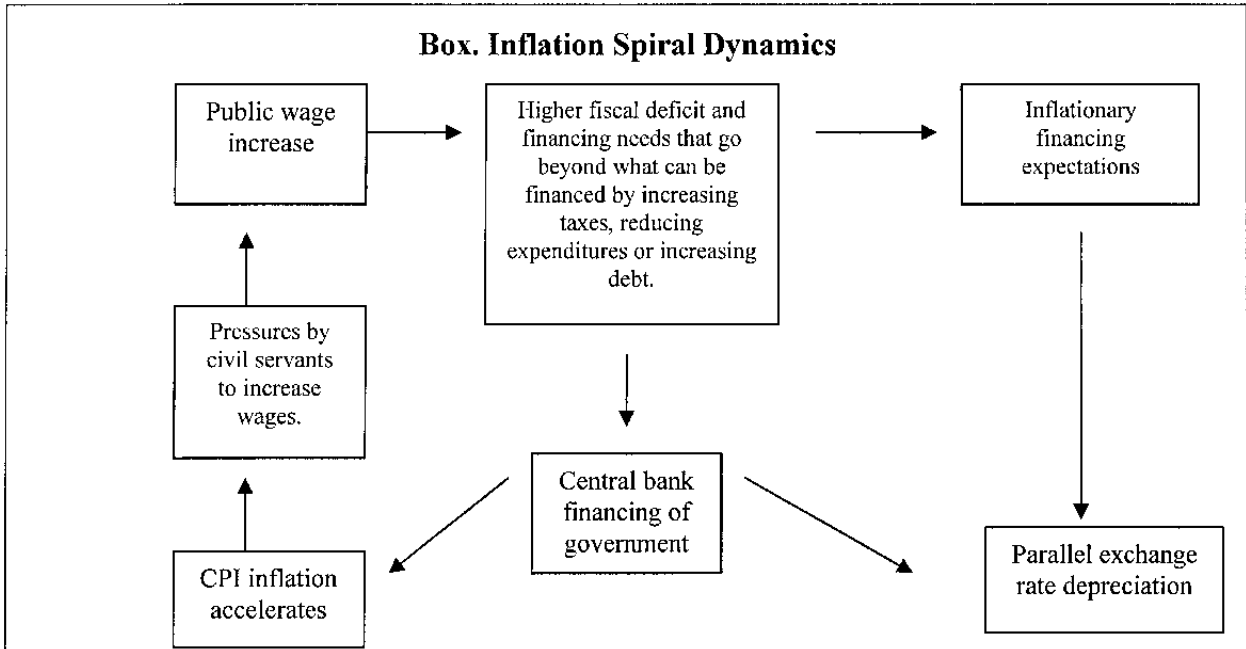 Box. Inflation Spiral Dynamics
Public wage
increase
Higher fiscal deficit and
financing needs that go
beyond what can be
financed by increasing
taxes, reducing
expenditures or increasing
debt.
Inflationary
financing
expectations
Pressures by
civil servants
to increase
wages.
Central bank
financing of
government
CPI inflation
accelerates
Parallel exchange
rate depreciation